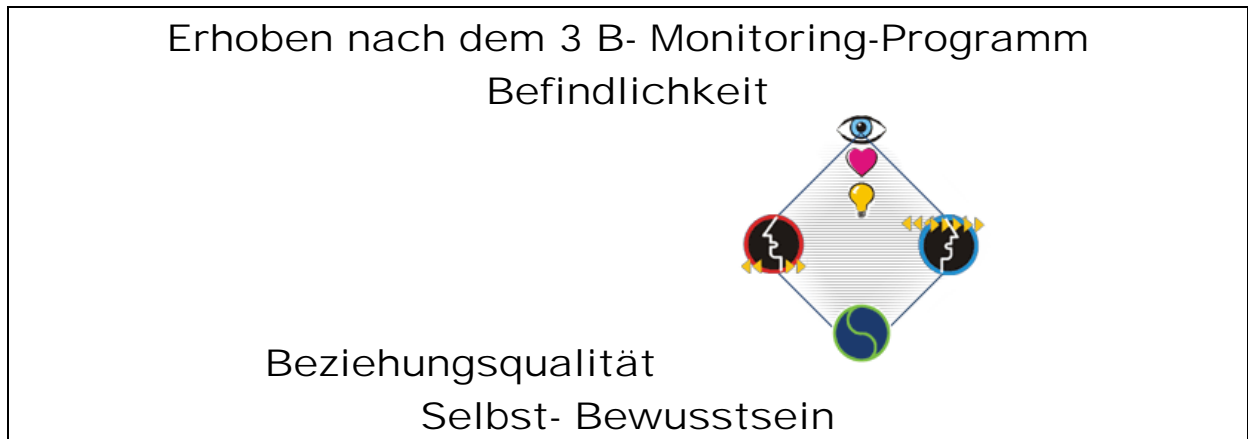 Erhoben nach dem 3 B- Monitoring-Programm
Befindlichkeit
Beziehungsqualität
Selbst- Bewusstsein